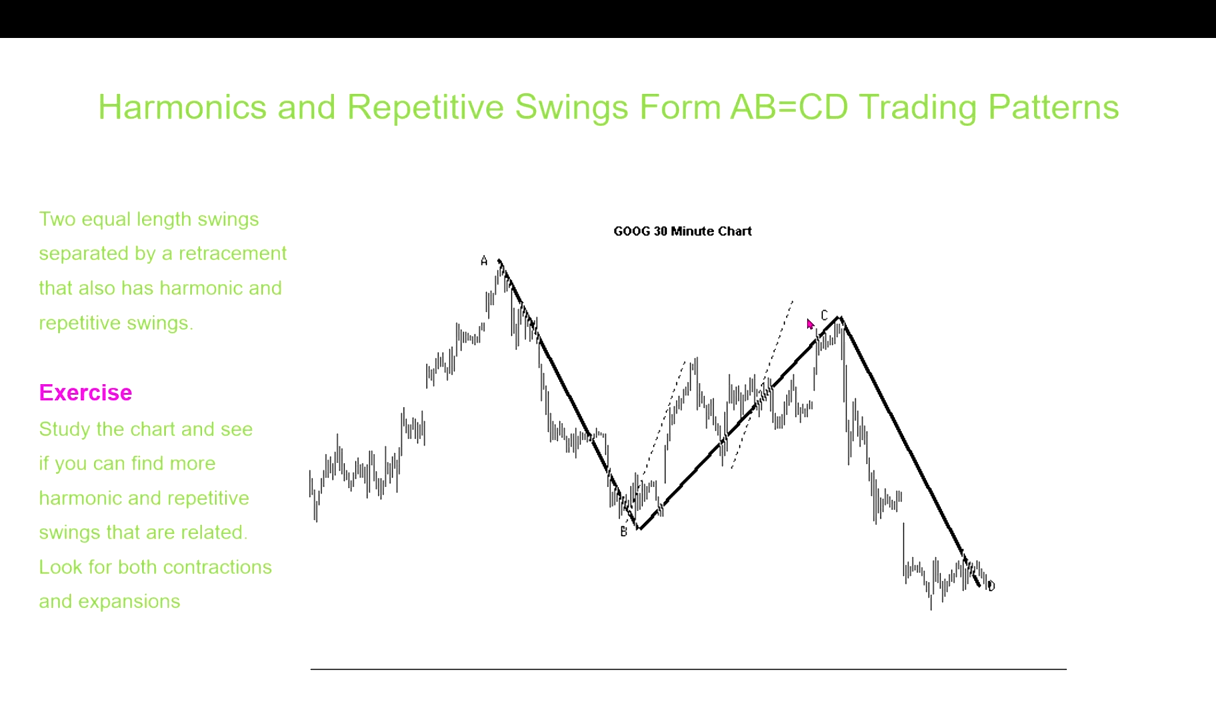 Harmonics and Repetitive Swings Form AB=CD Trading Patterns
Two equal length swings
separated by a retracement
that also has harmonic and
repetitive swings.
Exercise
Study the chart and see
if you can find more
harmonic and repetitive
swings that are related.
Look for both contractions
and expansions
GOOG 30 Minute Chart
A
C
B
D